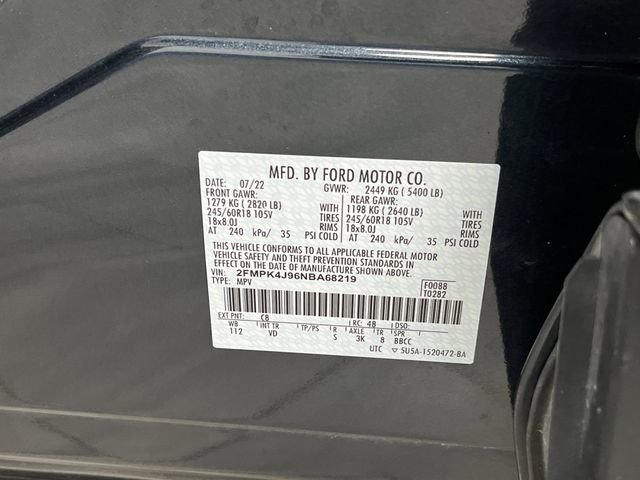 MFD. BY FORD MOTOR CO.
DATE: 07/22 GVWR: 2449 KG ( 5400 LB)
FRONT GAWR: REAR GAWR:
1279 KG ( 2820 LB) 1198 KG ( 2640 LB)
245/60R18 105V TIRES 245/60R18 105V TIRES
18x8.0J RIMS 18x8.0J RIMS
AT 240 kPa/ 35 PSI COLD AT 240 kPa/ 35 PSI COLD
THIS VEHICLE CONFORMS TO ALL APPLICABLE FEDERAL MOTOR
VEHICLE SAFETY AND THEFT PREVENTION STANDARDS IN
EFFECT ON THE DATE OF MANUFACTURE SHOWN ABOVE.
VIN: 2FMPK4J96NBA68219 F0088
TYPE: MPV T0282
EXT PNT: C8 RC: 48 DSO:
WB INT TR TP/PS R AXLE TR SPR
112 VD S 3K 8 BBCC
UTC ▽ 5U5A-1520472-BA